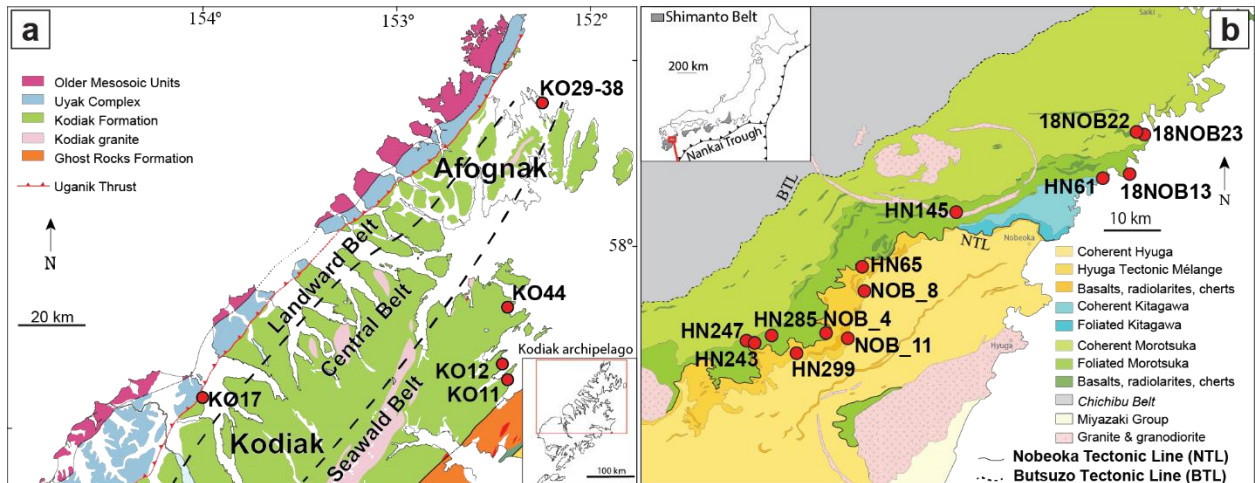 a
154°
153°
152°
Older Mesosoic Units
Uyak Complex
Kodiak Formation
Kodiak granite
Ghost Rocks Formation
Uganik Thrust
N
20 km
KO29-38
Afognak
58°
Landward Belt
Central Belt
Seawald Belt
KO44
KO12
KO11
KØ17
Kodiak
Kodiak archipelago
100 km
b
Shimanto Belt
200 km
Nankai Trough
Saiki
18NOB22
18NOB23
HN61
18NOB13
N
10 km
BTL
HN145
NTL
Nobeoka
HN65
NOB_8
HN247
HN285
NOB_4
HN243
NOB_11
HN299
Hyuga
Coherent Hyuga
Hyuga Tectonic Mélange
Basalts, radiolarites, cherts
Coherent Kitagawa
Foliated Kitagawa
Coherent Morotsuka
Foliated Morotsuka
Basalts, radiolarites, cherts
Chichibu Belt
Miyazaki Group
Granite & granodiorite
Nobeoka Tectonic Line (NTL)
Butsuzo Tectonic Line (BTL)